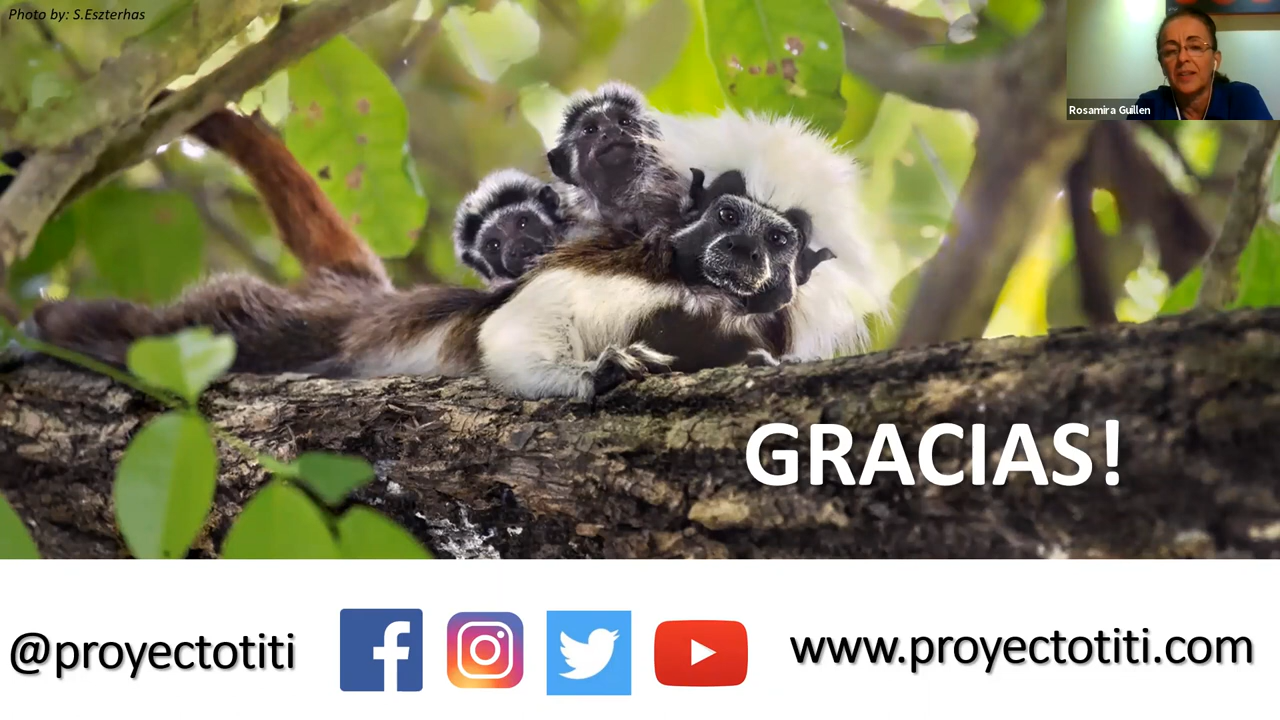 Photo by: S.Eszterhas
Rosamira Guillen
GRACIAS!
@proyectotiti
www.proyectotiti.com